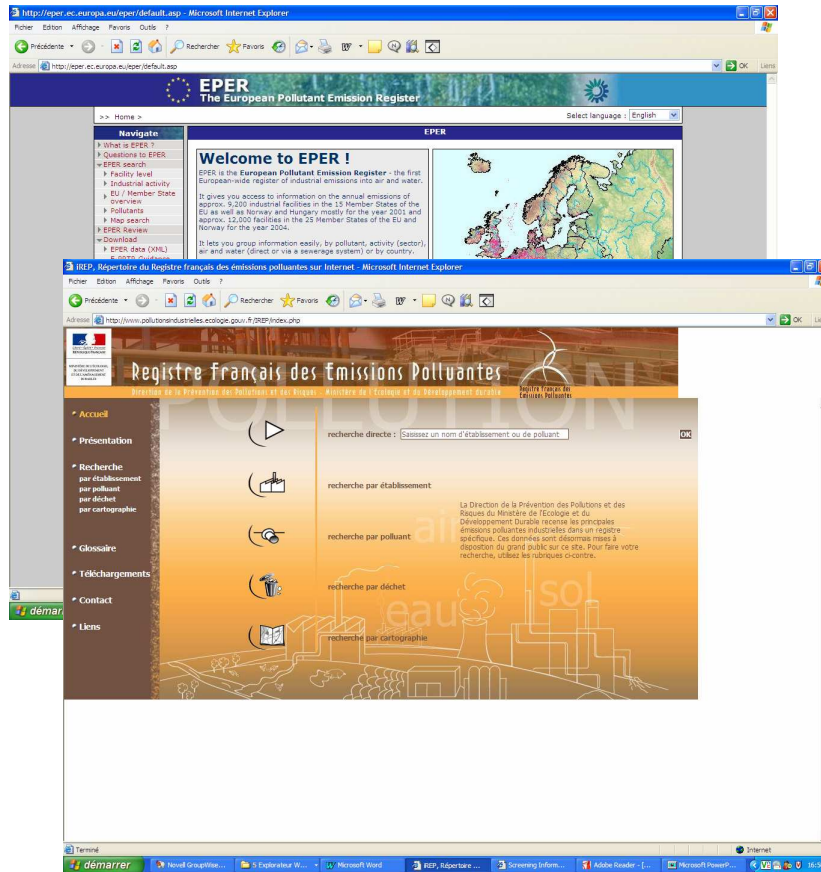 http://eper.ec.europa.eu/eper/default.asp - Microsoft Internet Explorer
Fichier Edition Affichage Favoris Outils ?
Précédente Rechercher Favoris
Adresse http://eper.ec.europa.eu/eper/default.asp OK Liens
EPER
The European Pollutant Emission Register
>> Home > Select language : English
Navigate
EPER
What is EPER ?
Questions to EPER
EPER search
Facility level
Industrial activity
EU / Member State
overview
Pollutants
Map search
EPER Review
Download
EPER data (XML)
E-PRTR Guidance
Welcome to EPER !
EPER is the European Pollutant Emission Register - the first
European-wide register of industrial emissions into air and water.
It gives you access to information on the annual emissions of
approx. 9,200 industrial facilities in the 15 Member States of the
EU as well as Norway and Hungary mostly for the year 2001 and
approx. 12,000 facilities in the 25 Member States of the EU and
Norway for the year 2004.
It lets you group information easily, by pollutant, activity (sector),
air and water (direct or via a sewerage system) or by country.
démar
iREP, Répertoire du Registre français des émissions polluantes sur Internet - Microsoft Internet Explorer
Fichier Edition Affichage Favoris Outils ?
Précédente Rechercher Favoris
Adresse http://www.pollutionsindustrielles.ecologie.gouv.fr/IREP/index.php OK
Registre Français des Emissions Polluantes
Direction de la Prévention des Pollutions et des Risques - Ministère de l'Ecologie et du Développement durable
Registre Français des
Emissions Polluantes
POLLUTION
Accueil
Présentation
Recherche
par établissement
par polluant
par déchet
par cartographie
Glossaire
Téléchargements
Contact
Liens
recherche directe : Saisissez un nom d'établissement ou de polluant OK
recherche par établissement
recherche par polluant
recherche par déchet
recherche par cartographie
La Direction de la Prévention des Pollutions et des
Risques du Ministère de l'Ecologie et du
Développement Durable recense les principales
émissions polluantes industrielles dans un registre
spécifique. Ces données sont désormais mises à
disposition du grand public sur ce site. Pour faire votre
recherche, utilisez les rubriques ci-contre.
air
eau
sol
Terminé Internet
démarrer Novell GroupWise... 5 Explorateur W... Microsoft Word iREP, Répertoire ... Screening Inform... Adobe Reader - [... Microsoft PowerP...